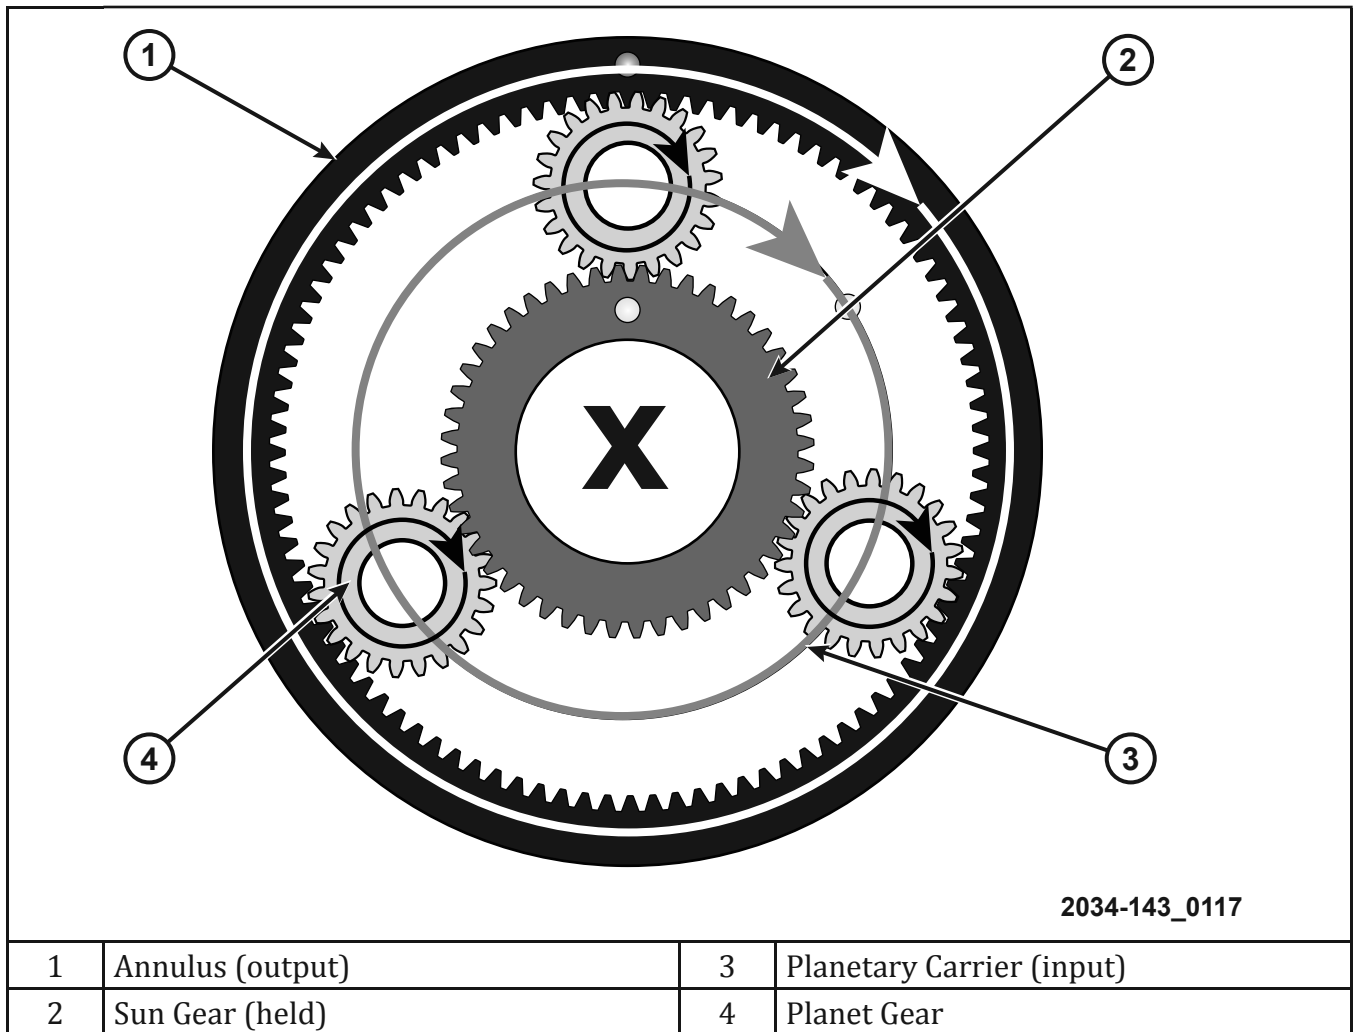 1
2
X
4
3
2034-143_0117
1 Annulus (output) 3 Planetary Carrier (input)
2 Sun Gear (held) 4 Planet Gear